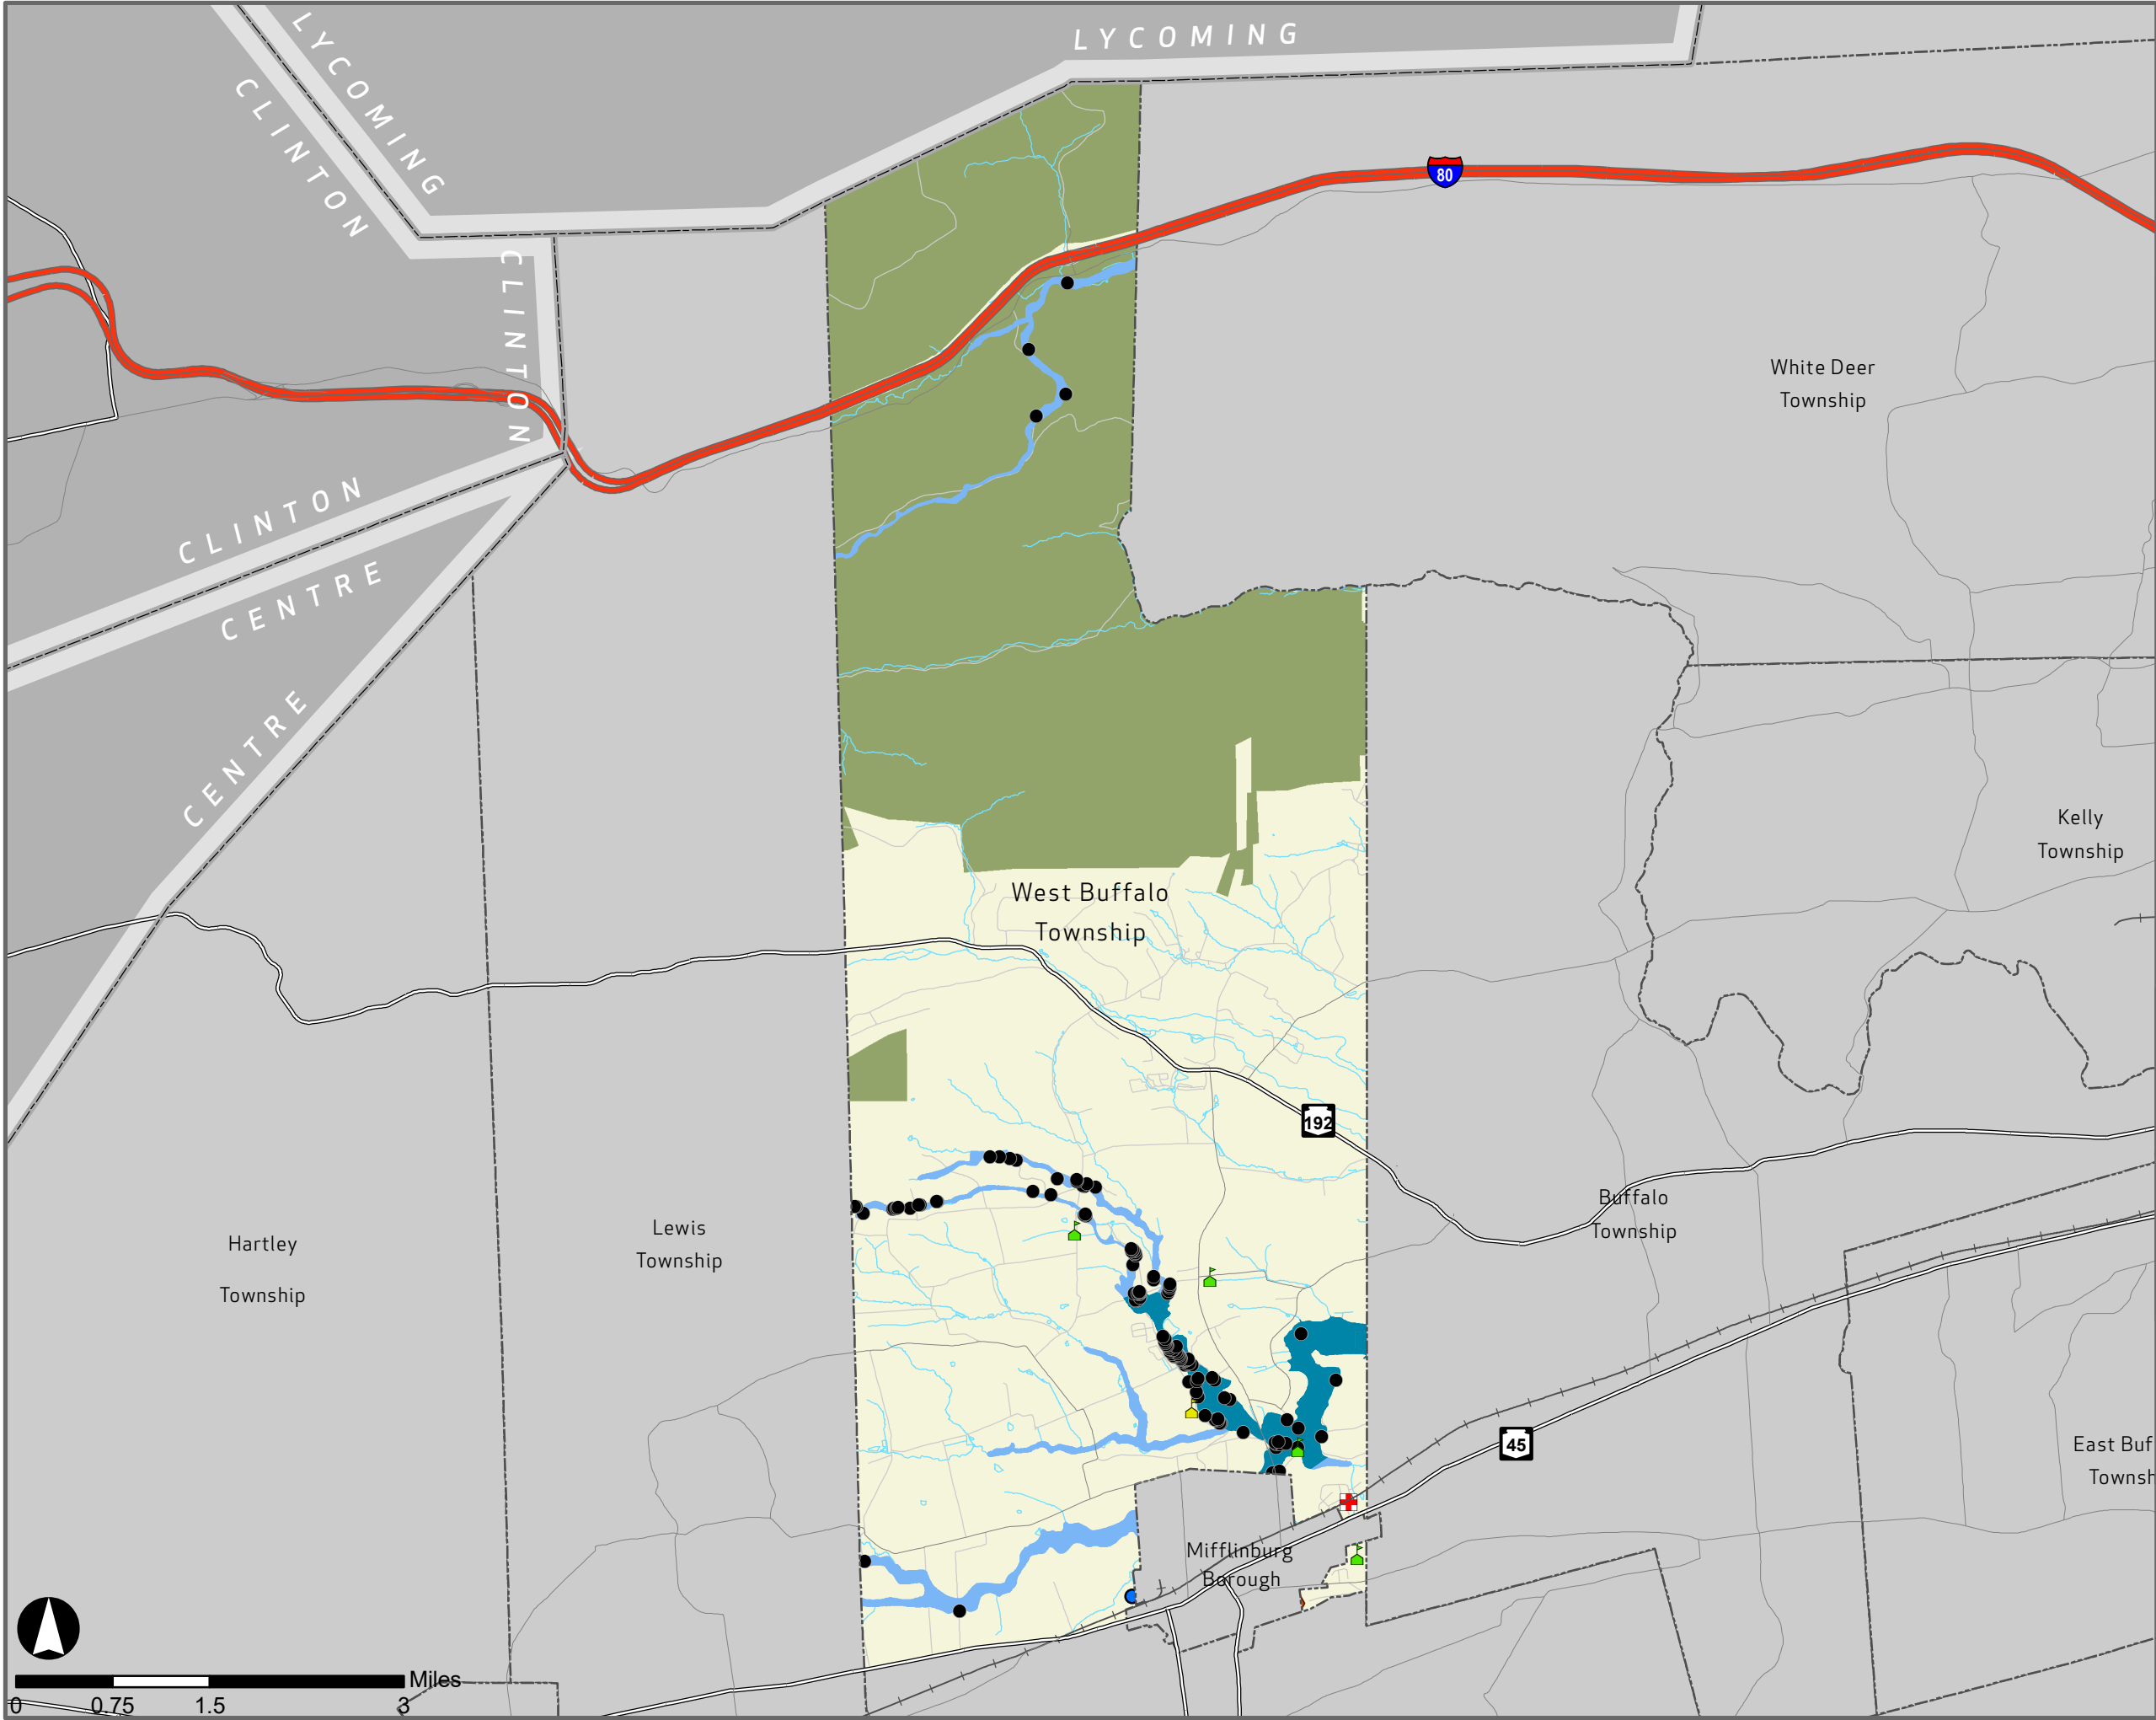 LYCOMING
LYCOMING
CLINTON
80
CLINTON
White Deer
Township
CLINTON
CENTRE
CENTRE
Kelly
Township
West Buffalo
Township
192
Buffalo
Township
Lewis
Township
Hartley
Township
45
East Buf
Townsh
Mifflinburg
Borough
Miles
0 0.75 1.5 3